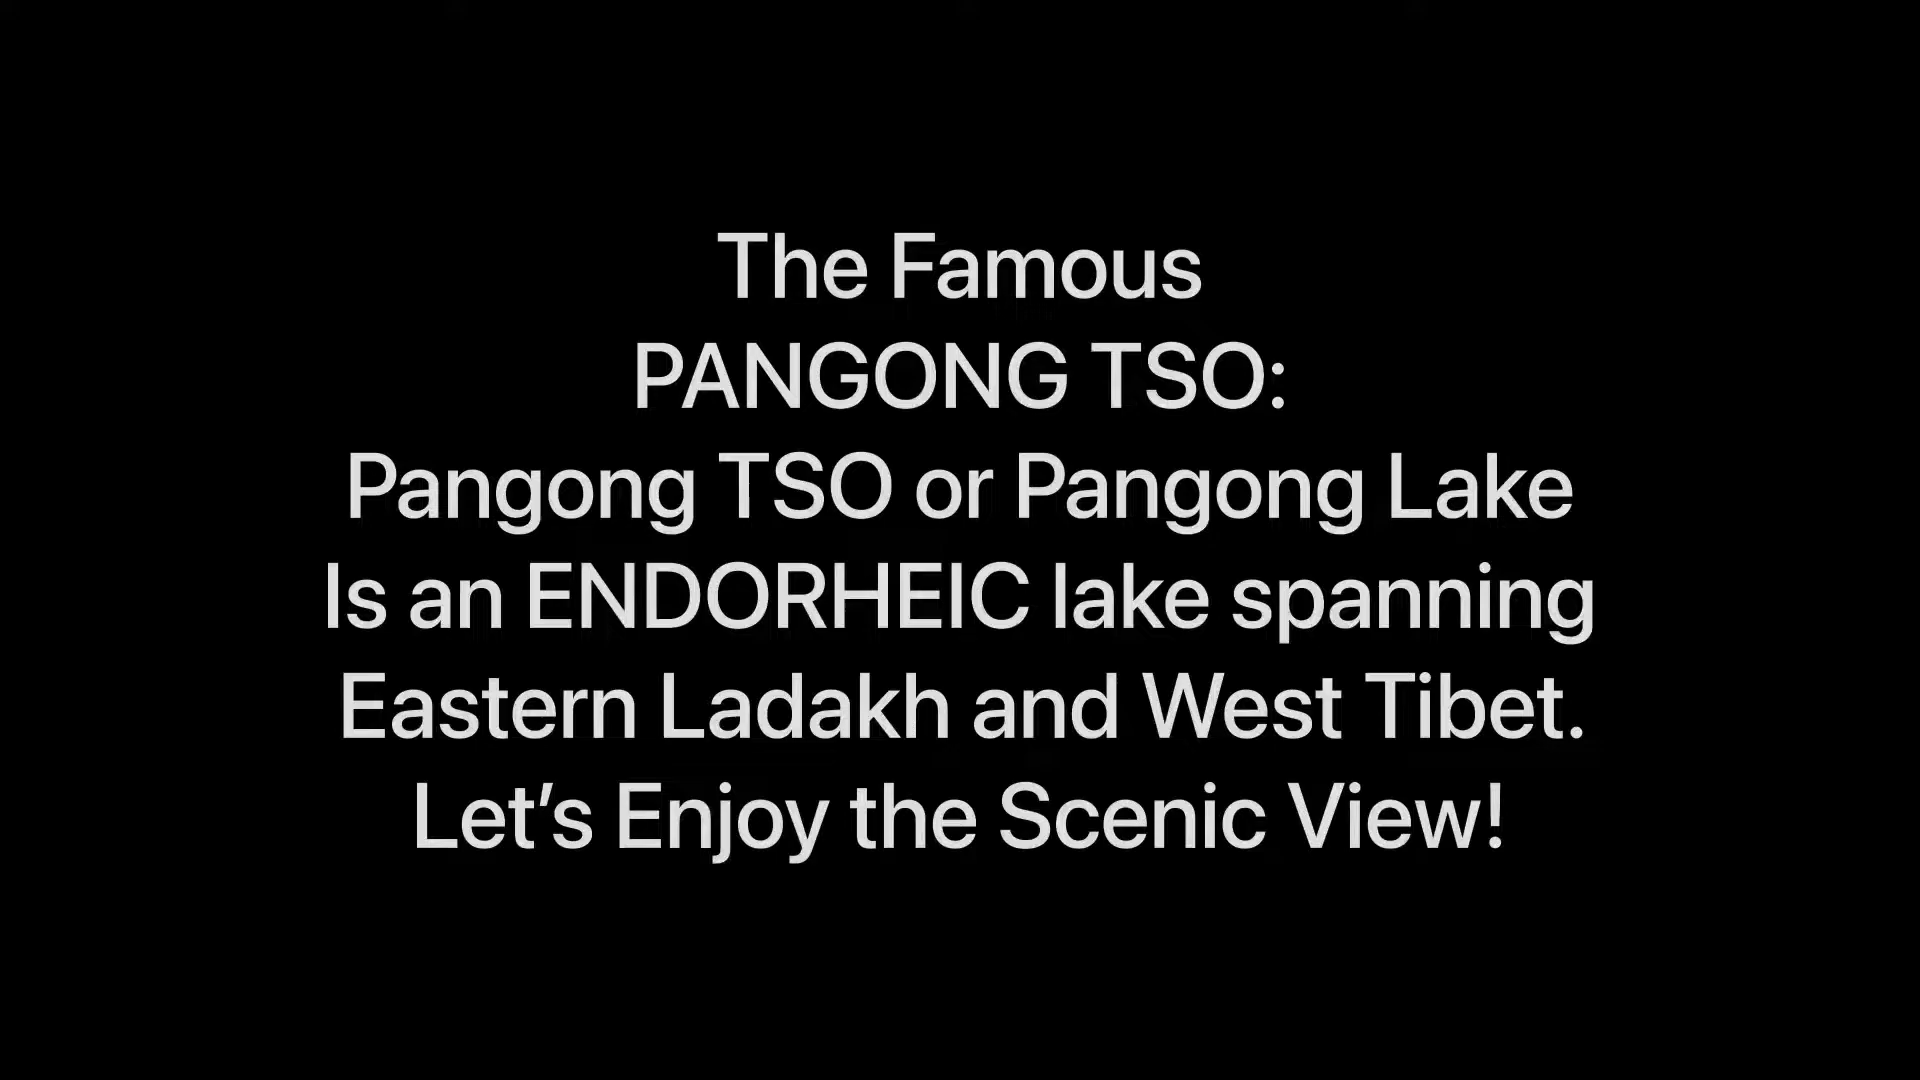 The Famous
PANGONG TSO:
Pangong TSO or Pangong Lake
Is an ENDORHEIC lake spanning
Eastern Ladakh and West Tibet.
Let’s Enjoy the Scenic View!